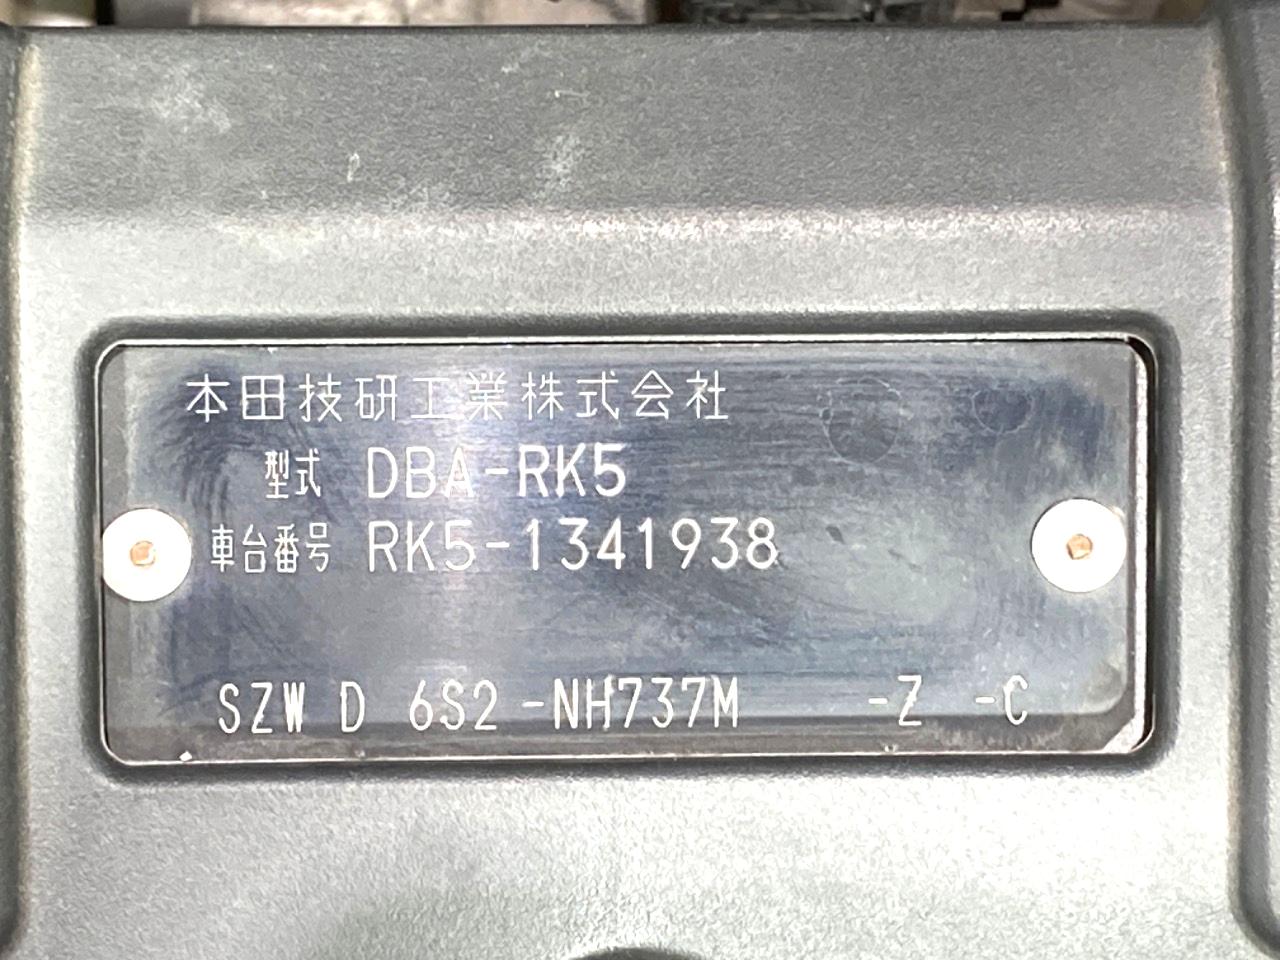 本田技研工業株式会社
型式 DBA-RK5
車台番号 RK5-1341938
SZW D 6S2 -NH737M -Z -C